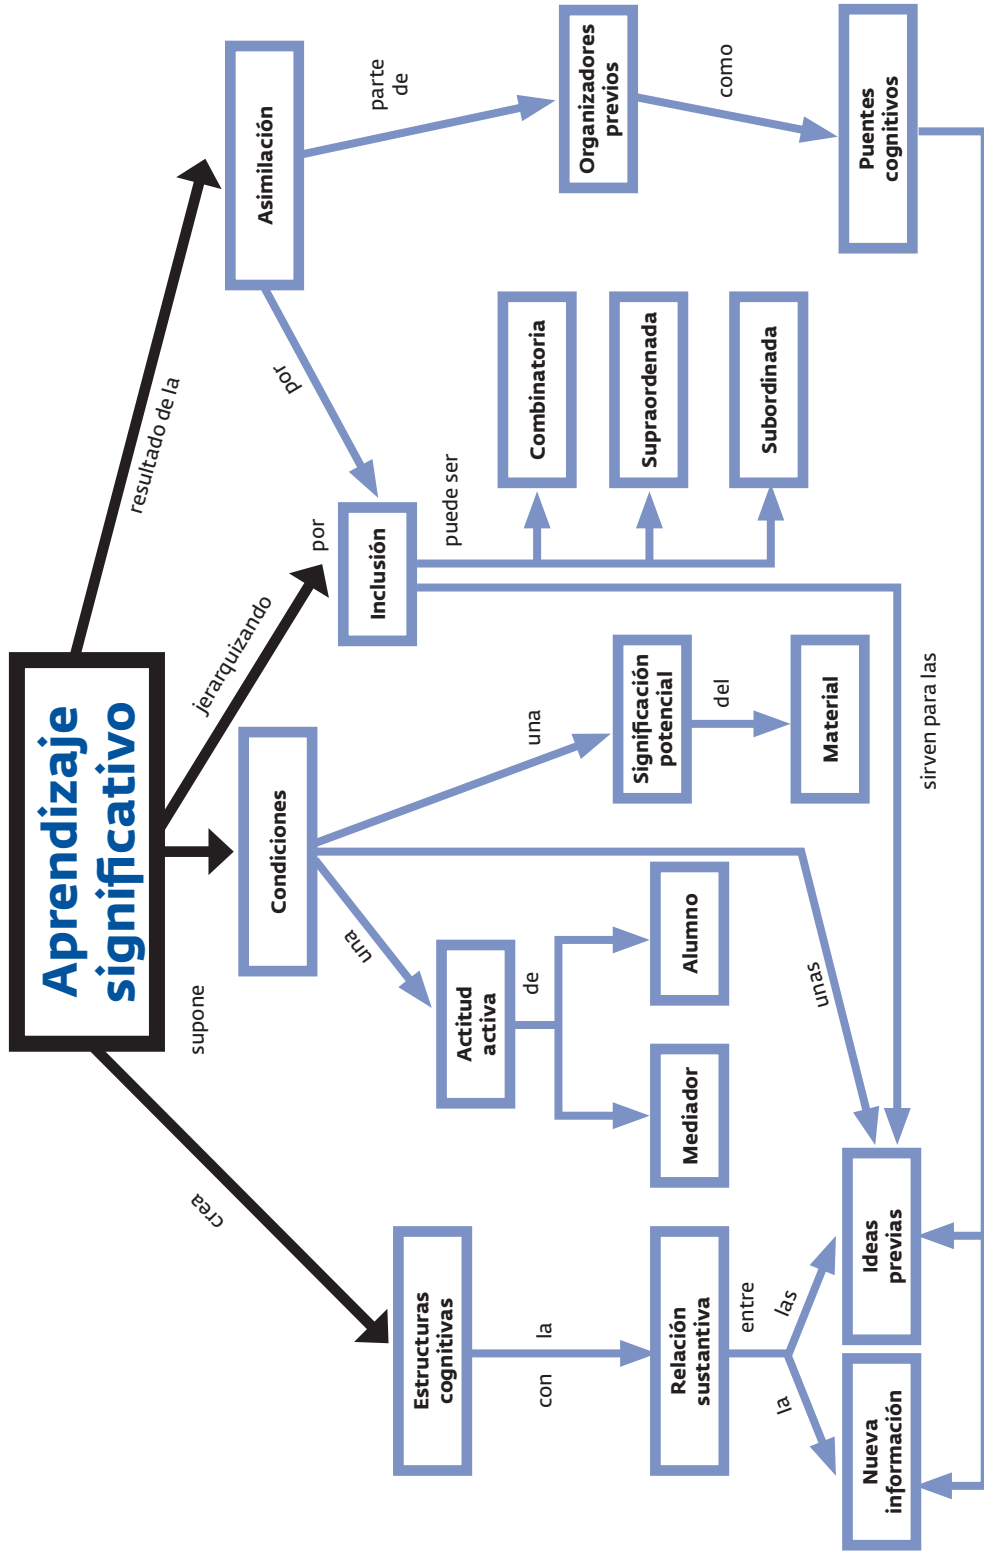 Aprendizaje
significativo
crea
supone
jerarquizando
por
resultado de la
Estructuras
cognitivas
Condiciones
Inclusión
Asimilación
con la
una
una
unas
puede ser
por
parte
de
Relación
sustantiva
Actitud
activa
Significación
potencial
Combinatoria
Supraordenada
Subordinada
Organizadores
previos
entre
la
las
de
del
como
Mediador
Alumno
Material
Puentes
cognitivos
Nueva
información
Ideas
previas
sirven para las